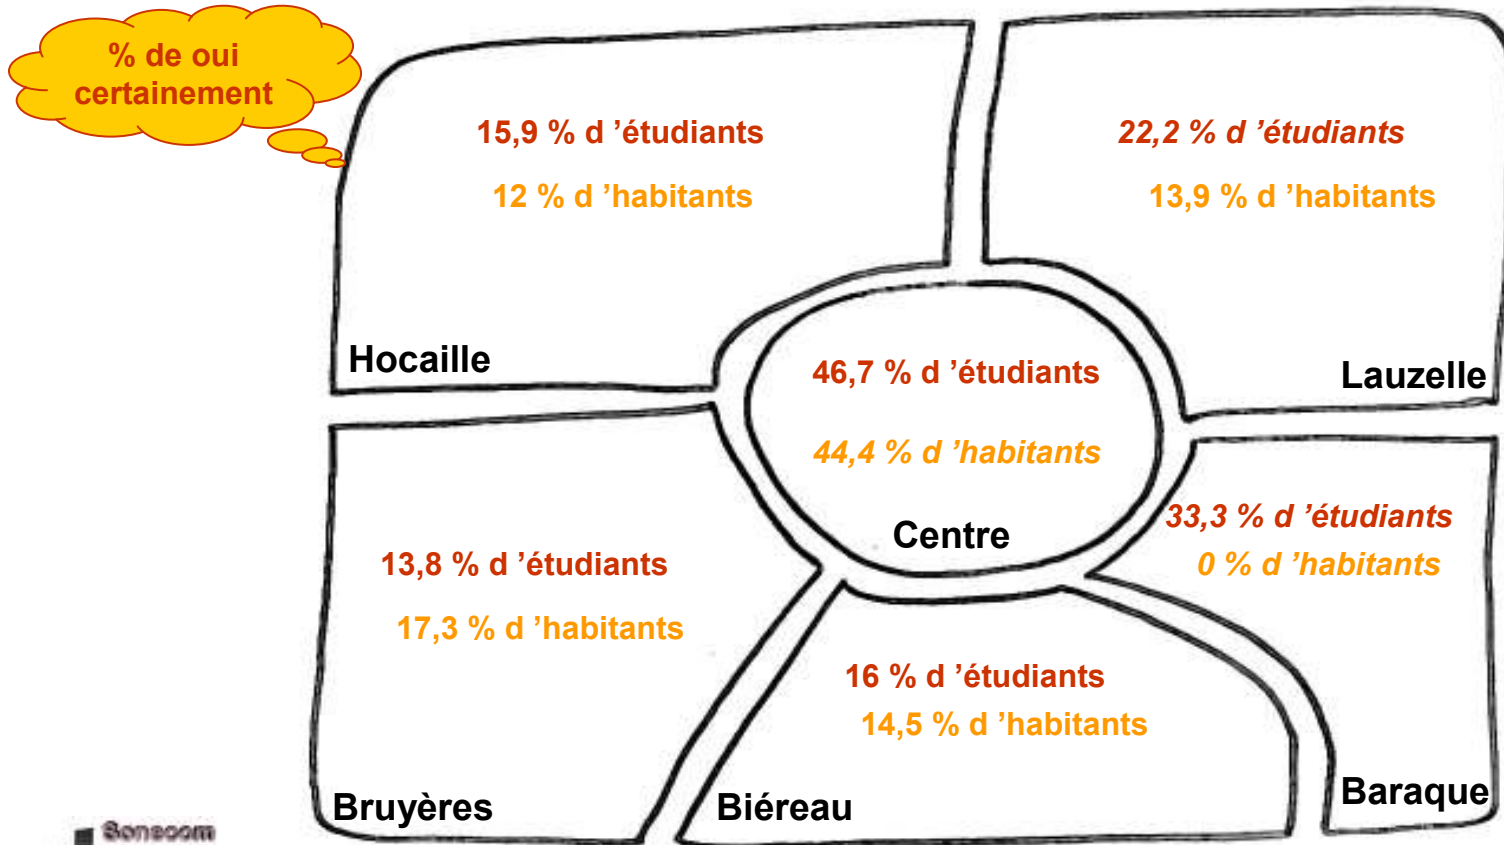 % de oui
certainement
15,9 % d ’étudiants
12 % d ’habitants
Hocaille
22,2 % d ’étudiants
13,9 % d ’habitants
Lauzelle
46,7 % d ’étudiants
44,4 % d ’habitants
Centre
33,3 % d ’étudiants
0 % d ’habitants
Baraque
13,8 % d ’étudiants
17,3 % d ’habitants
Bruyères
16 % d ’étudiants
14,5 % d ’habitants
Biéreau
Sonecom